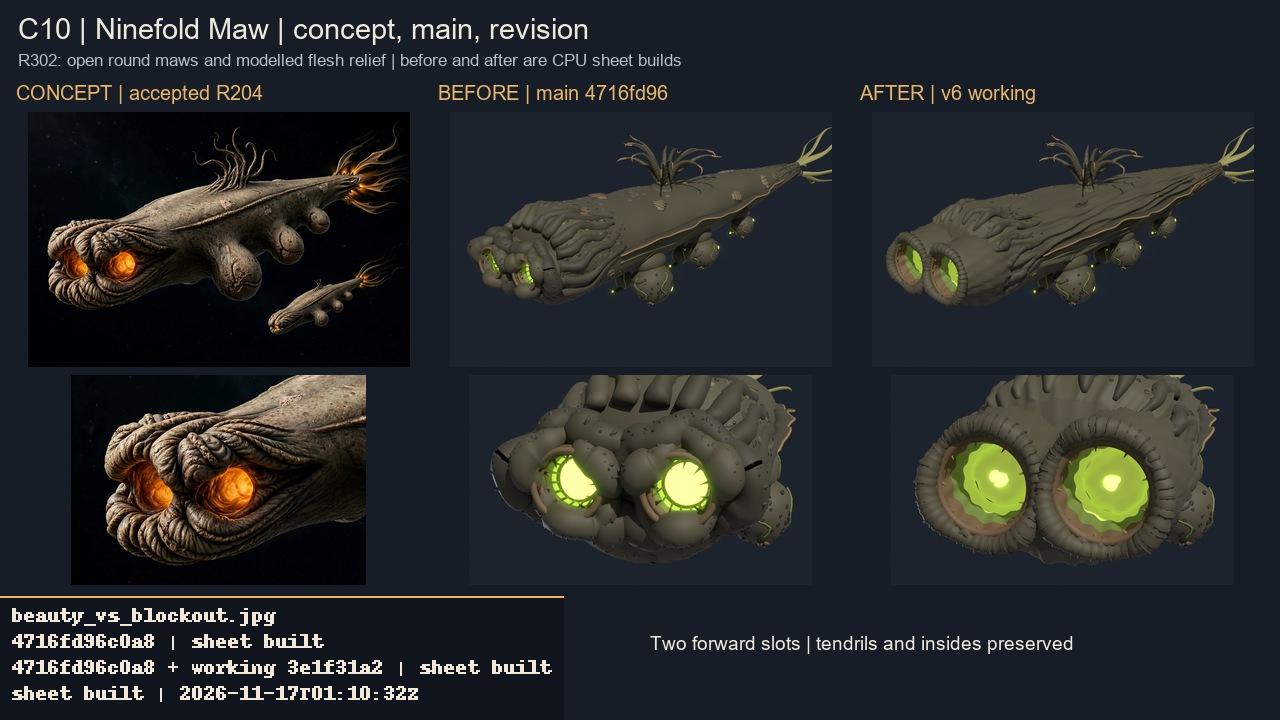 C10 | Ninefold Maw | concept, main, revision
R302: open round maws and modelled flesh relief | before and after are CPU sheet builds
CONCEPT | accepted R204
BEFORE | main 4716fd96
AFTER | v6 working
beauty_vs_blockout.jpg
4716fd96c0a8 | sheet built
4716fd96c0a8 + working 3e1f31a2 | sheet built
sheet built | 2026-11-17T01:10:32Z
Two forward slots | tendrils and insides preserved